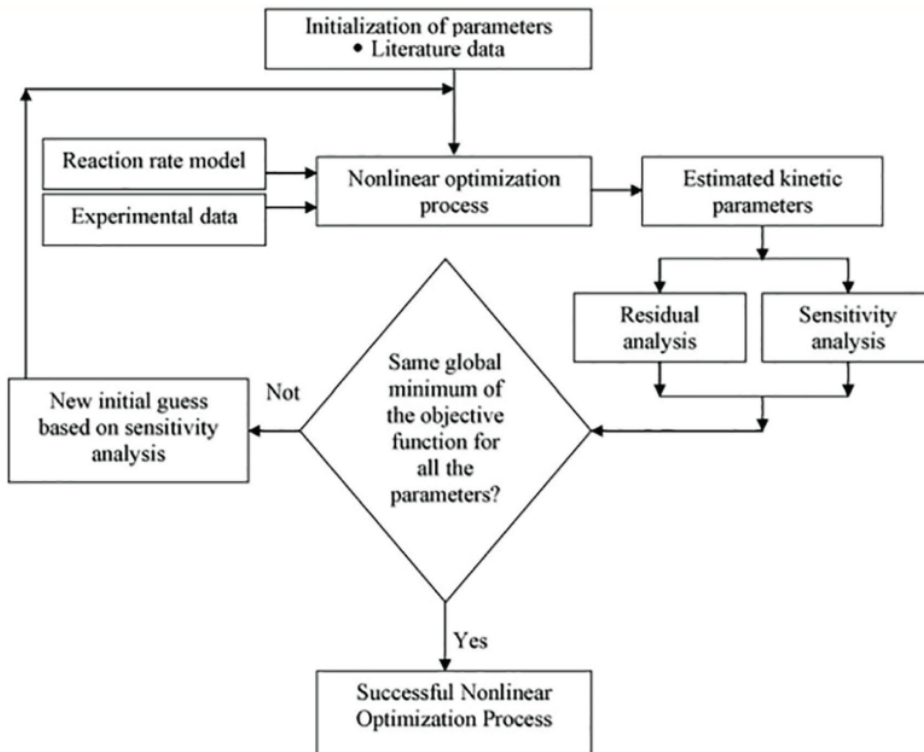 Initialization of parameters
• Literature data
Reaction rate model
Experimental data
Nonlinear optimization
process
Estimated kinetic
parameters
Residual
analysis
Sensitivity
analysis
Same global
minimum of
the objective
function for
all the
parameters?
Not
New initial guess
based on sensitivity
analysis
Yes
Successful Nonlinear
Optimization Process